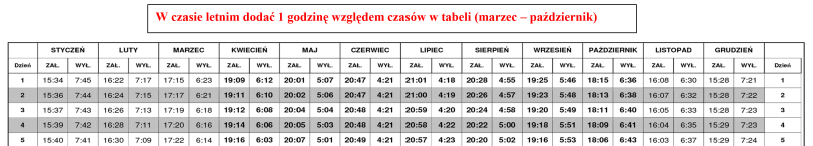 W czasie letnim dodać 1 godzinę względem czasów w tabeli (marzec – październik)
STYCZEŃ LUTY MARZEC KWIECIEŃ MAJ CZERWIEC LIPIEC SIERPIEŃ WRZESIEŃ PAŹDZIERNIK LISTOPAD GRUDZIEŃ
Dzień ZAŁ. WYŁ. ZAŁ. WYŁ. ZAŁ. WYŁ. ZAŁ. WYŁ. ZAŁ. WYŁ. ZAŁ. WYŁ. ZAŁ. WYŁ. ZAŁ. WYŁ. ZAŁ. WYŁ. ZAŁ. WYŁ. ZAŁ. WYŁ. ZAŁ. WYŁ. Dzień
1 15:34 7:45 16:22 7:17 17:15 6:23 19:09 6:12 20:01 5:07 20:47 4:21 21:01 4:18 20:28 4:55 19:25 5:46 18:15 6:36 16:08 6:30 15:28 7:21 1
2 15:36 7:44 16:24 7:15 17:17 6:21 19:11 6:10 20:02 5:06 20:47 4:21 21:00 4:19 20:26 4:57 19:23 5:48 18:13 6:38 16:07 6:32 15:28 7:22 2
3 15:37 7:43 16:26 7:13 17:19 6:18 19:12 6:08 20:04 5:04 20:48 4:21 20:59 4:20 20:24 4:58 19:20 5:49 18:11 6:40 16:05 6:33 15:28 7:23 3
4 15:39 7:42 16:28 7:11 17:20 6:16 19:14 6:06 20:05 5:03 20:48 4:21 20:58 4:22 20:22 5:00 19:18 5:51 18:09 6:41 16:04 6:35 15:29 7:23 4
5 15:40 7:41 16:30 7:09 17:22 6:14 19:16 6:03 20:07 5:01 20:49 4:21 20:57 4:23 20:20 5:02 19:16 5:53 18:06 6:43 16:03 6:37 15:29 7:24 5